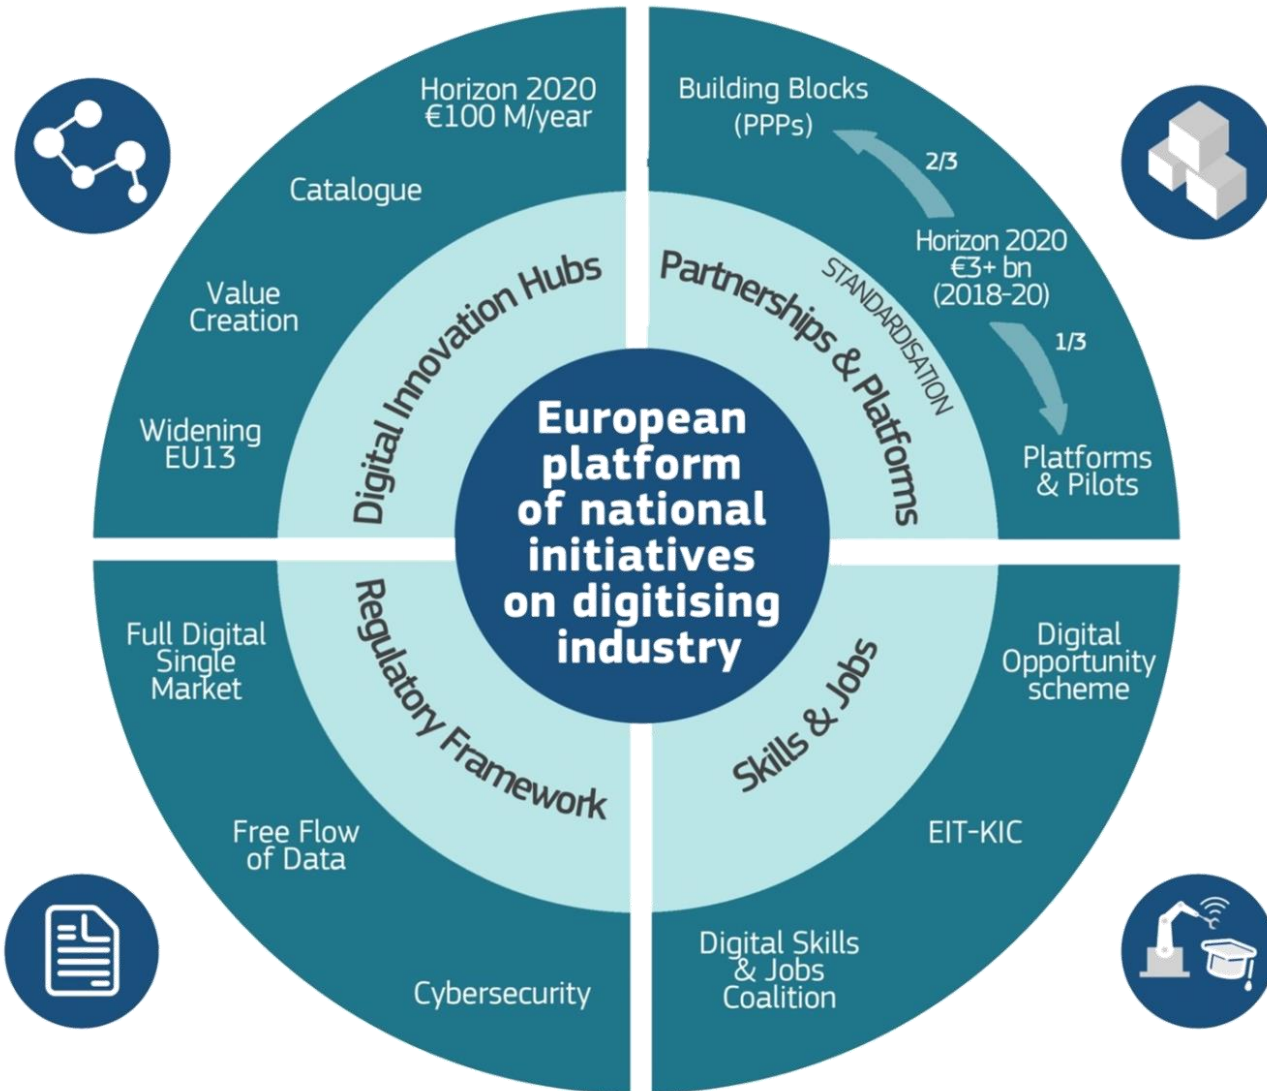 Horizon 2020
€100 M/year
Catalogue
Value
Creation
Widening
EU13
Digital Innovation Hubs
Building Blocks
(PPPs)
2/3
Horizon 2020
€3+ bn
(2018-20)
1/3
Platforms
& Pilots
STANDARDISATION
Partnerships & Platforms
European
platform
of national
initiatives
on digitising
industry
Regulatory Framework
Full Digital
Single
Market
Free Flow
of Data
Cybersecurity
Skills & Jobs
Digital
Opportunity
scheme
EIT-KIC
Digital Skills
& Jobs
Coalition